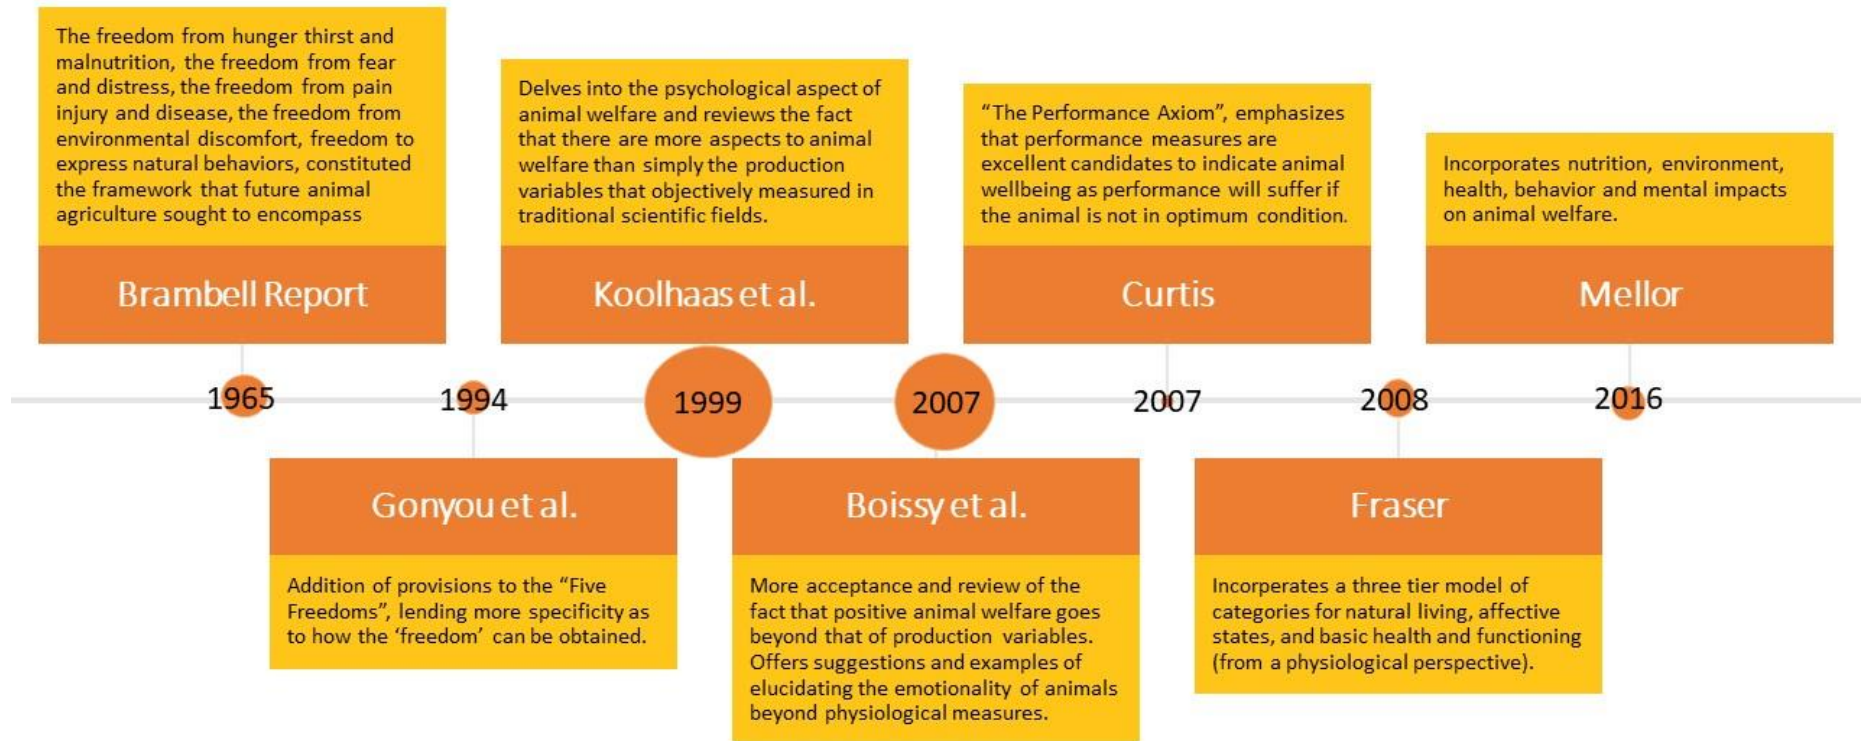 The freedom from hunger thirst and
malnutrition, the freedom from fear
and distress, the freedom from pain
injury and disease, the freedom from
environmental discomfort, freedom to
express natural behaviors, constituted
the framework that future animal
agriculture sought to encompass
Brambell Report
1965
1994
Gonyou et al.
Addition of provisions to the “Five
Freedoms”, lending more specificity as
to how the ‘freedom’ can be obtained.
Delves into the psychological aspect of
animal welfare and reviews the fact
that there are more aspects to animal
welfare than simply the production
variables that objectively measured in
traditional scientific fields.
Koolhaas et al.
1999
2007
Boissy et al.
More acceptance and review of the
fact that positive animal welfare goes
beyond that of production variables.
Offers suggestions and examples of
elucidating the emotionality of animals
beyond physiological measures.
“The Performance Axiom”, emphasizes
that performance measures are
excellent candidates to indicate animal
wellbeing as performance will suffer if
the animal is not in optimum condition.
Curtis
2007
2008
Fraser
Incorperates a three tier model of
categories for natural living, affective
states, and basic health and functioning
(from a physiological perspective).
Incorporates nutrition, environment,
health, behavior and mental impacts
on animal welfare.
Mellor
2016